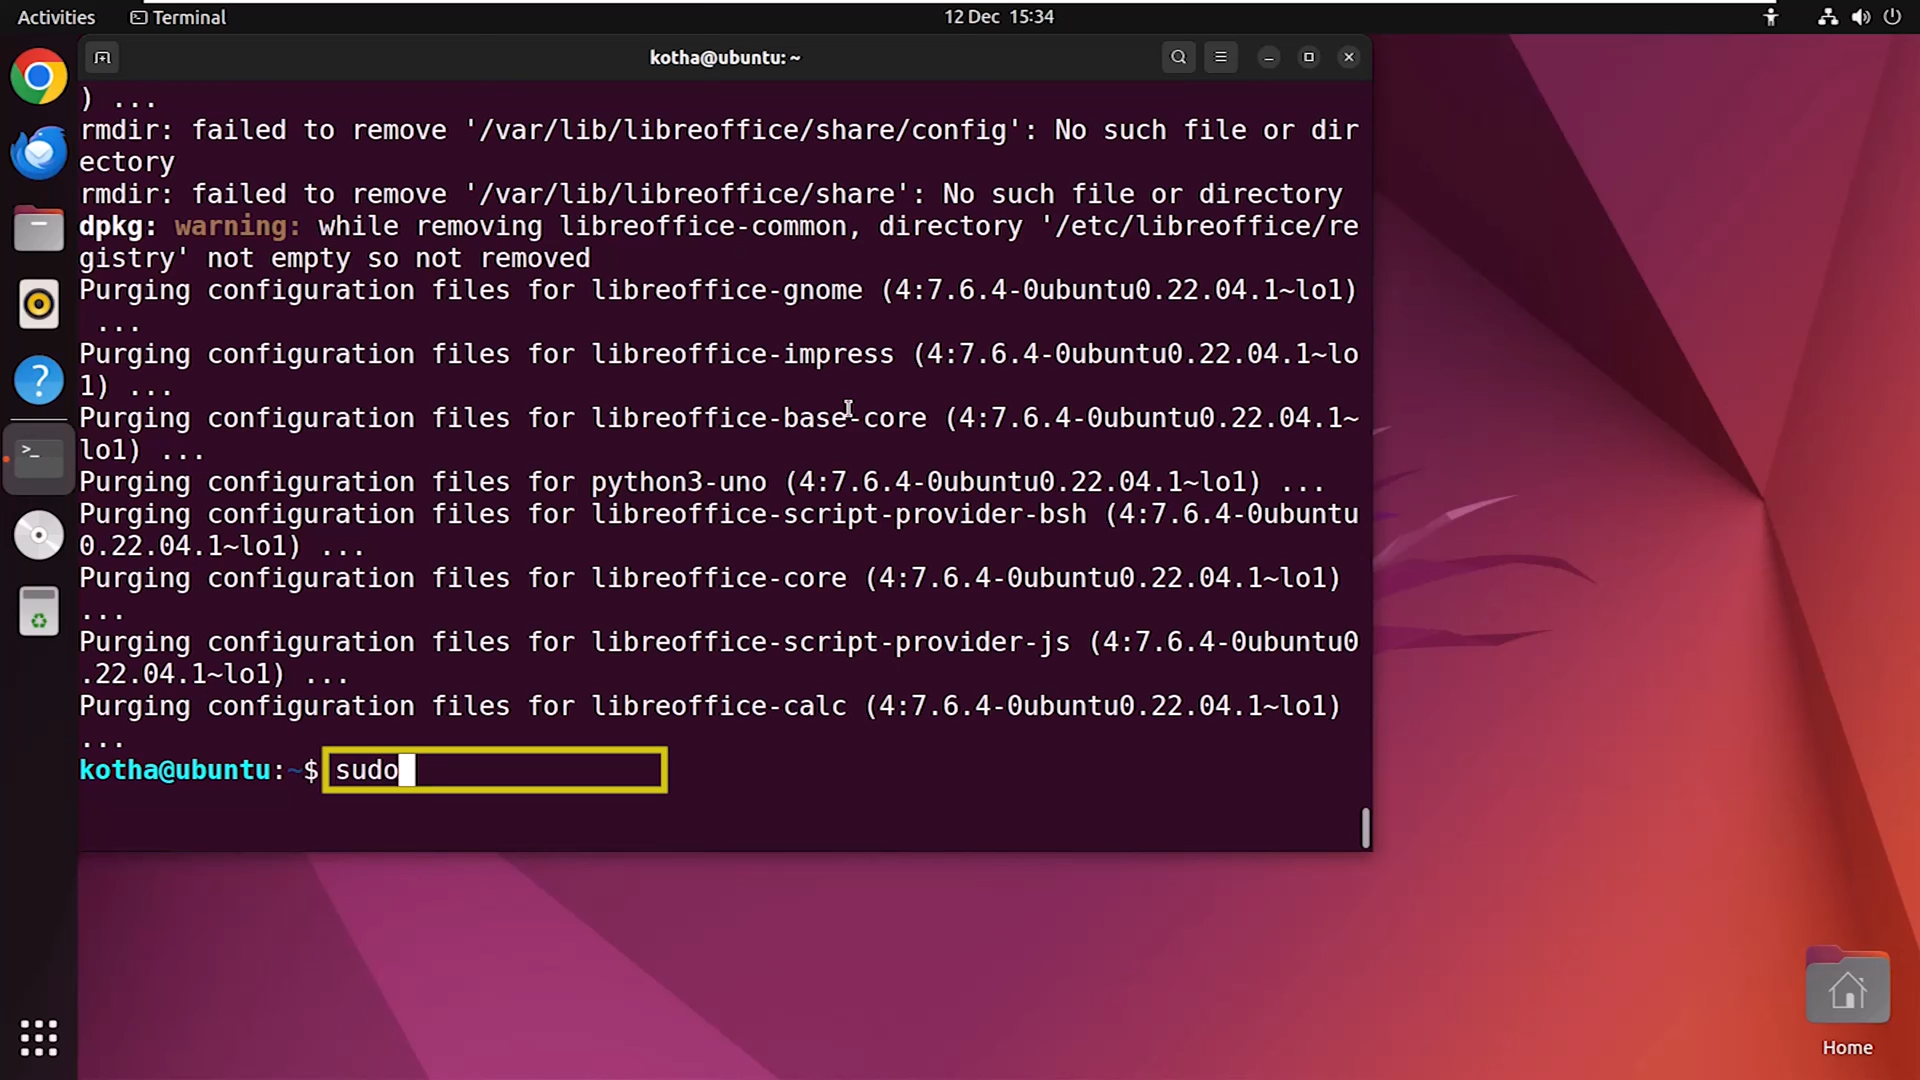 Activities Terminal 12 Dec 15:34
kotha@ubuntu: ~
) ...
rmdir: failed to remove '/var/lib/libreoffice/share/config': No such file or dir
ectory
rmdir: failed to remove '/var/lib/libreoffice/share': No such file or directory
dpkg: warning: while removing libreoffice-common, directory '/etc/libreoffice/re
gistry' not empty so not removed
Purging configuration files for libreoffice-gnome (4:7.6.4-0ubuntu0.22.04.1~lo1)
 ...
Purging configuration files for libreoffice-impress (4:7.6.4-0ubuntu0.22.04.1~lo
1) ...
Purging configuration files for libreoffice-base-core (4:7.6.4-0ubuntu0.22.04.1~
lo1) ...
Purging configuration files for python3-uno (4:7.6.4-0ubuntu0.22.04.1~lo1) ...
Purging configuration files for libreoffice-script-provider-bsh (4:7.6.4-0ubuntu
0.22.04.1~lo1) ...
Purging configuration files for libreoffice-core (4:7.6.4-0ubuntu0.22.04.1~lo1)
...
Purging configuration files for libreoffice-script-provider-js (4:7.6.4-0ubuntu0
.22.04.1~lo1) ...
Purging configuration files for libreoffice-calc (4:7.6.4-0ubuntu0.22.04.1~lo1)
...
kotha@ubuntu:~$ sudo
Home